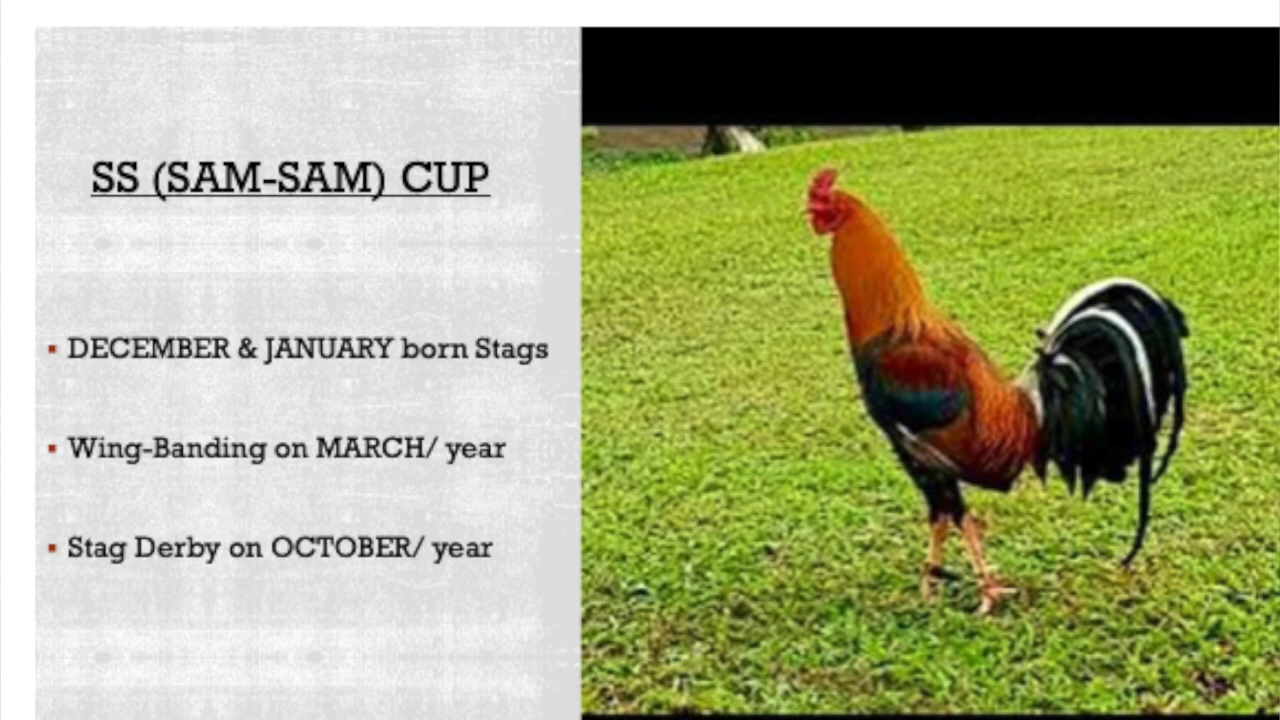 SS (SAM-SAM) CUP
DECEMBER & JANUARY born Stags
Wing-Banding on MARCH/ year
Stag Derby on OCTOBER/ year